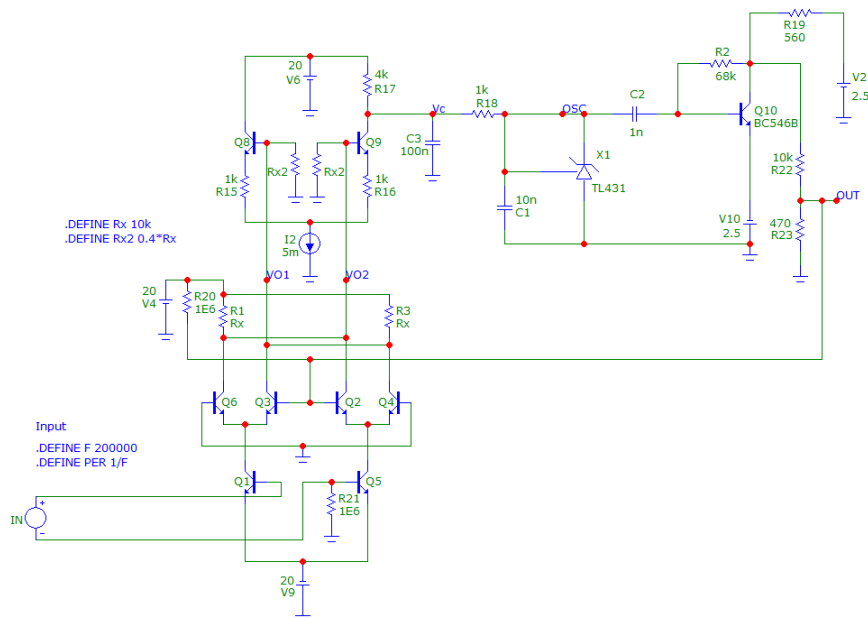 R19
560
20
V6
4k
R17
R2
68k
V2
2.5
Vc
1k
R18
OSC
C2
1n
Q10
BC546B
Q8
Q9
C3
100n
Rx2
Rx2
X1
TL431
10k
R22
1k
R15
1k
R16
10n
C1
OUT
.DEFINE Rx 10k
.DEFINE Rx2 0.4*Rx
I2
5m
V10
2.5
470
R23
VO1
VO2
20
V4
R20
1E6
R1
Rx
R3
Rx
Q6
Q3
Q2
Q4
Input
.DEFINE F 200000
.DEFINE PER 1/F
Q1
Q5
R21
1E6
IN
+
-
20
V9